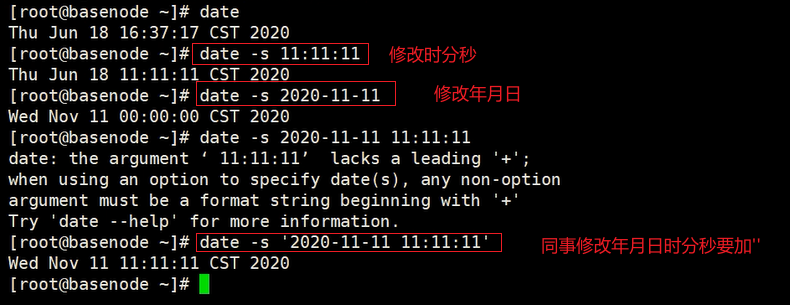 [root@basenode ~]# date
Thu Jun 18 16:37:17 CST 2020
[root@basenode ~]# date -s 11:11:11 修改时分秒
Thu Jun 18 11:11:11 CST 2020
[root@basenode ~]# date -s 2020-11-11 修改年月日
Wed Nov 11 00:00:00 CST 2020
[root@basenode ~]# date -s 2020-11-11 11:11:11
date: the argument ‘ 11:11:11’ lacks a leading '+';
when using an option to specify date(s), any non-option
argument must be a format string beginning with '+'
Try 'date --help' for more information.
[root@basenode ~]# date -s '2020-11-11 11:11:11' 同事修改年月日时分秒要加''
Wed Nov 11 11:11:11 CST 2020
[root@basenode ~]#